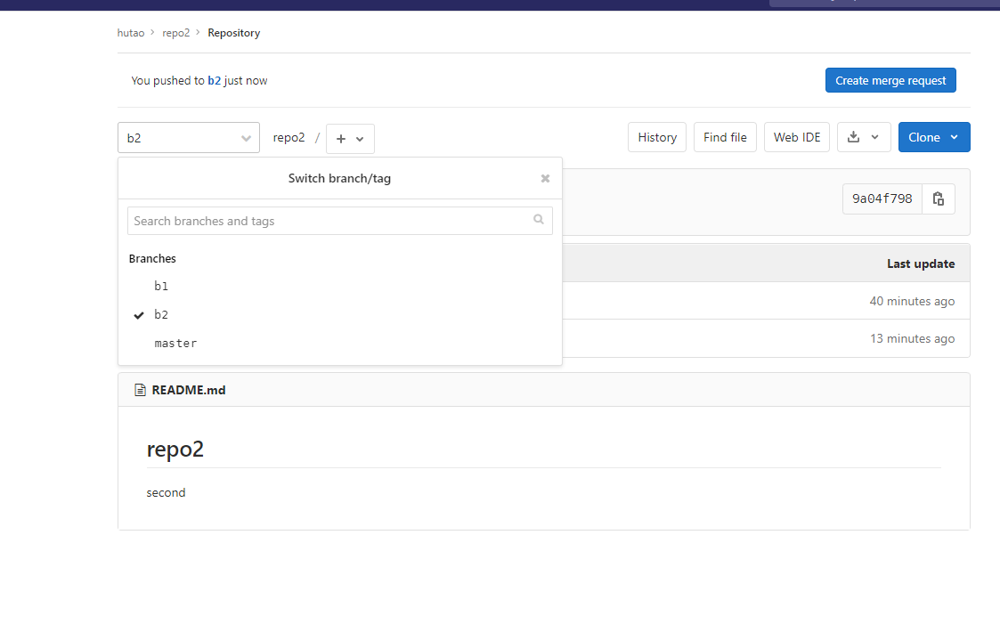 hutao > repo2 > Repository
You pushed to b2 just now
Create merge request
b2
repo2 / +
History
Find file
Web IDE
Clone
Switch branch/tag
9a04f798
Search branches and tags
Branches
b1
Last update
40 minutes ago
b2
13 minutes ago
master
README.md
repo2
second